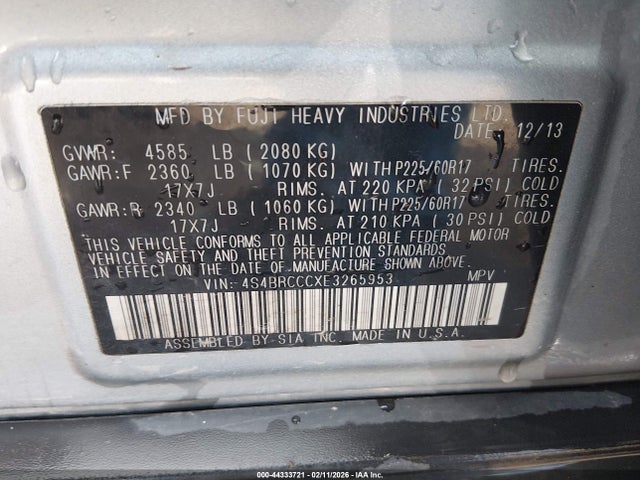 MFD BY FUJI HEAVY INDUSTRIES LTD.
DATE: 12/13
GVWR: 4585 LB (2080 KG)
GAWR:F 2360 LB (1070 KG) WITH P225/60R17 TIRES.
17X7J RIMS. AT 220 KPA (32 PSI) COLD
GAWR:R 2340 LB (1060 KG) WITH P225/60R17 TIRES.
17X7J RIMS. AT 210 KPA (30 PSI) COLD
THIS VEHICLE CONFORMS TO ALL APPLICABLE FEDERAL MOTOR
VEHICLE SAFETY AND THEFT PREVENTION STANDARDS
IN EFFECT ON THE DATE OF MANUFACTURE SHOWN ABOVE.
VIN: 4S4BRCCCXE3265953 MPV
ASSEMBLED BY SIA INC. MADE IN U.S.A.
000-44333721 - 02/11/2026 - COPYRIGHT IAA, LLC.